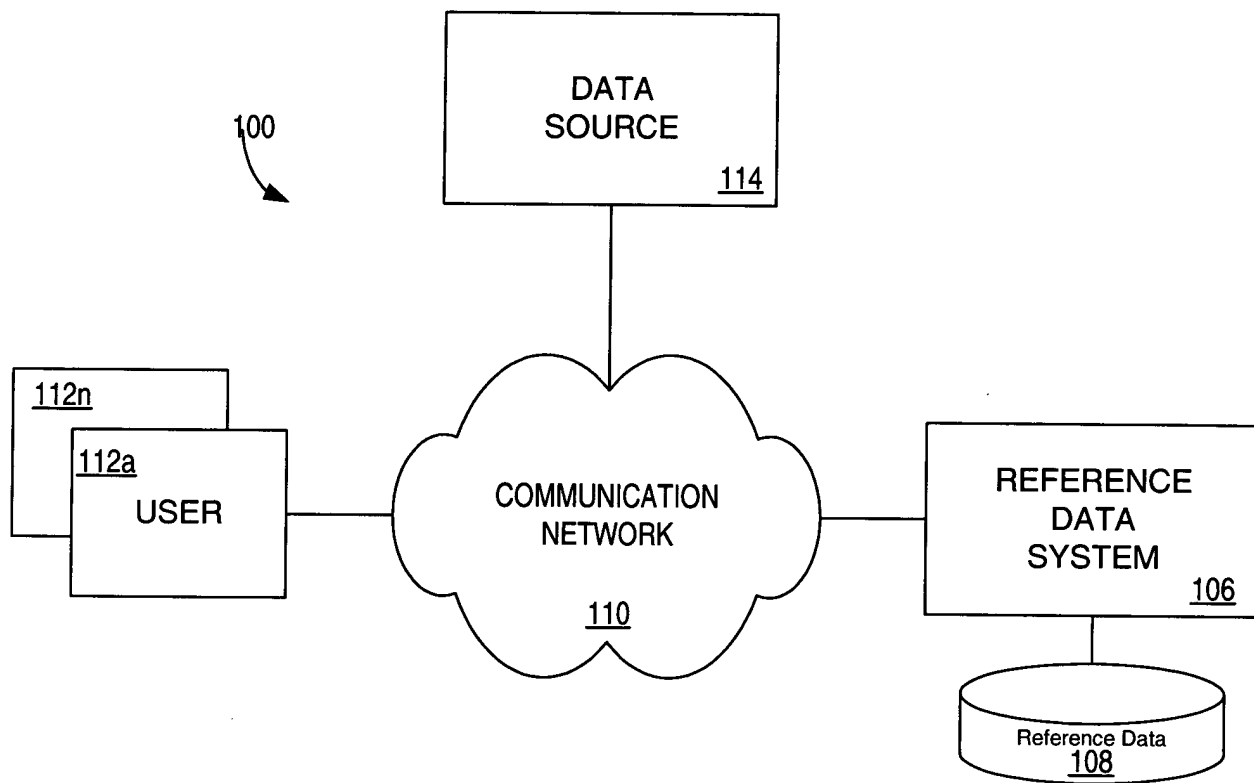 DATA
SOURCE
114
100
112n
112a
USER
COMMUNICATION
NETWORK
110
REFERENCE
DATA
SYSTEM
106
Reference Data
108